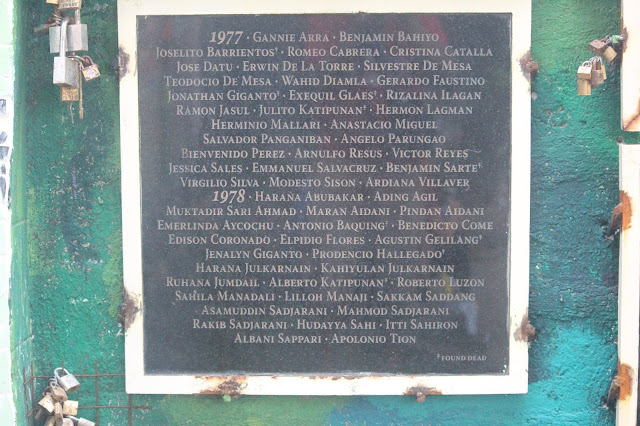 1977 · Gannie Arra · Benjamin Bahiyo
Joselito Barrientos† · Romeo Cabrera · Cristina Catalla
Jose Datu · Erwin De La Torre · Silvestre De Mesa
Teodocio De Mesa · Wahid Diamla · Gerardo Faustino
Jonathan Giganto† · Exequil Glaes† · Rizalina Ilagan
Ramon Jasul · Julito Katipunan† · Hermon Lagman
Herminio Mallari · Anastacio Miguel
Salvador Panganiban · Angelo Parungao
Bienvenido Perez · Arnulfo Resus · Victor Reyes
Jessica Sales · Emmanuel Salvacruz · Benjamin Sarte†
Virgilio Silva · Modesto Sison · Ardiana Villaver
1978 · Harana Abubakar · Ading Agil
Muktadir Sari Ahmad · Maran Aidani · Pindan Aidani
Emerlinda Aycochu · Antonio Baquing† · Benedicto Come
Edison Coronado · Elpidio Flores · Agustin Gelilang†
Jenalyn Giganto · Prodencio Hallegado†
Harana Julkarnain · Kahiyulan Julkarnain
Ruhana Jumdail · Alberto Katipunan† · Roberto Luzon
Sahila Manadali · Lilloh Manaji · Sakkam Saddang
Asamuddin Sadjarani · Mahmod Sadjarani
Rakib Sadjarani · Hudayya Sahi · Itti Sahiron
Albani Sappari · Apolonio Tion
† found dead